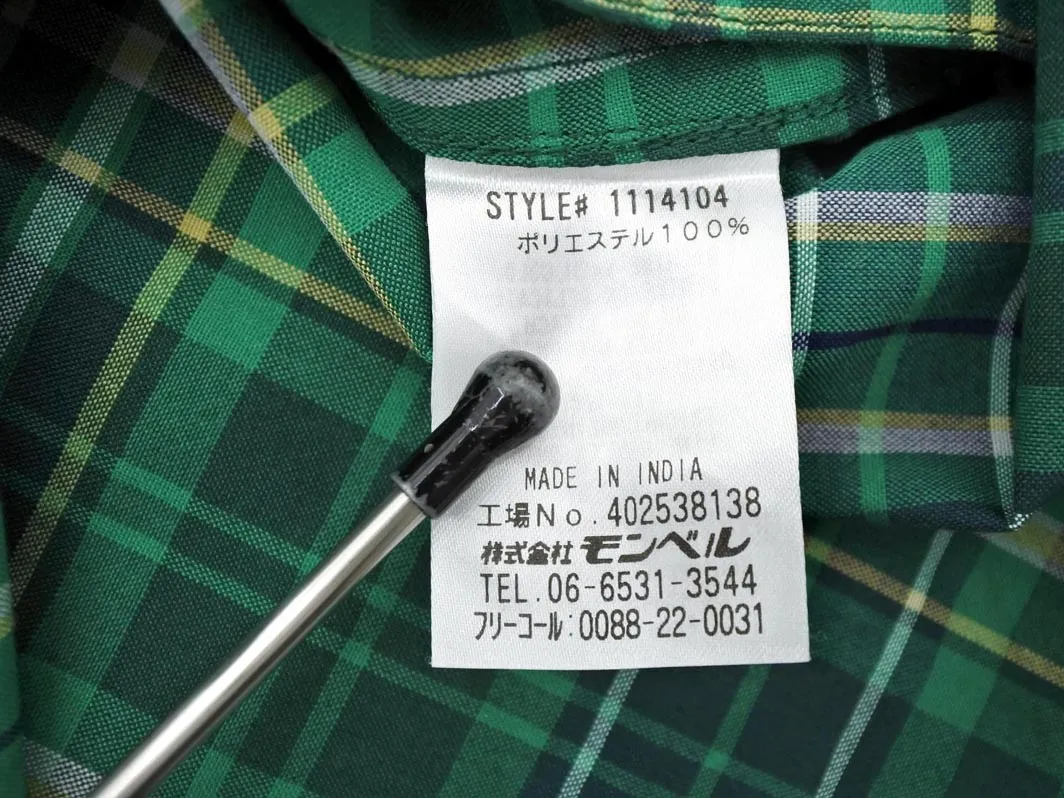 STYLE# 1114104
ポリエステル１００％
MADE IN INDIA
工場Ｎｏ.402538138
株式会社 モンベル
TEL.06-6531-3544
フリーコール:0088-22-0031